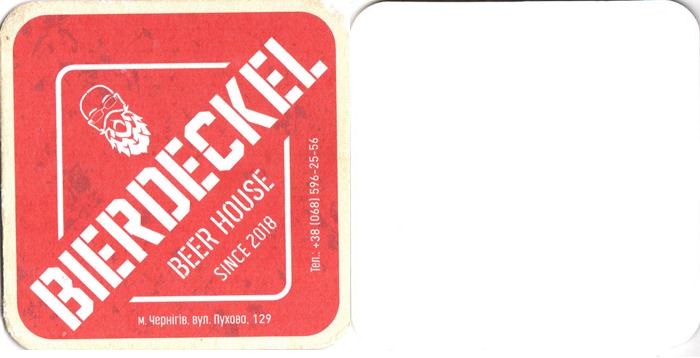 BIERDECKEL
BEER HOUSE
SINCE 2018
Тел.: +38 (068) 596-25-56
м. Чернігів, вул. Пухова, 129